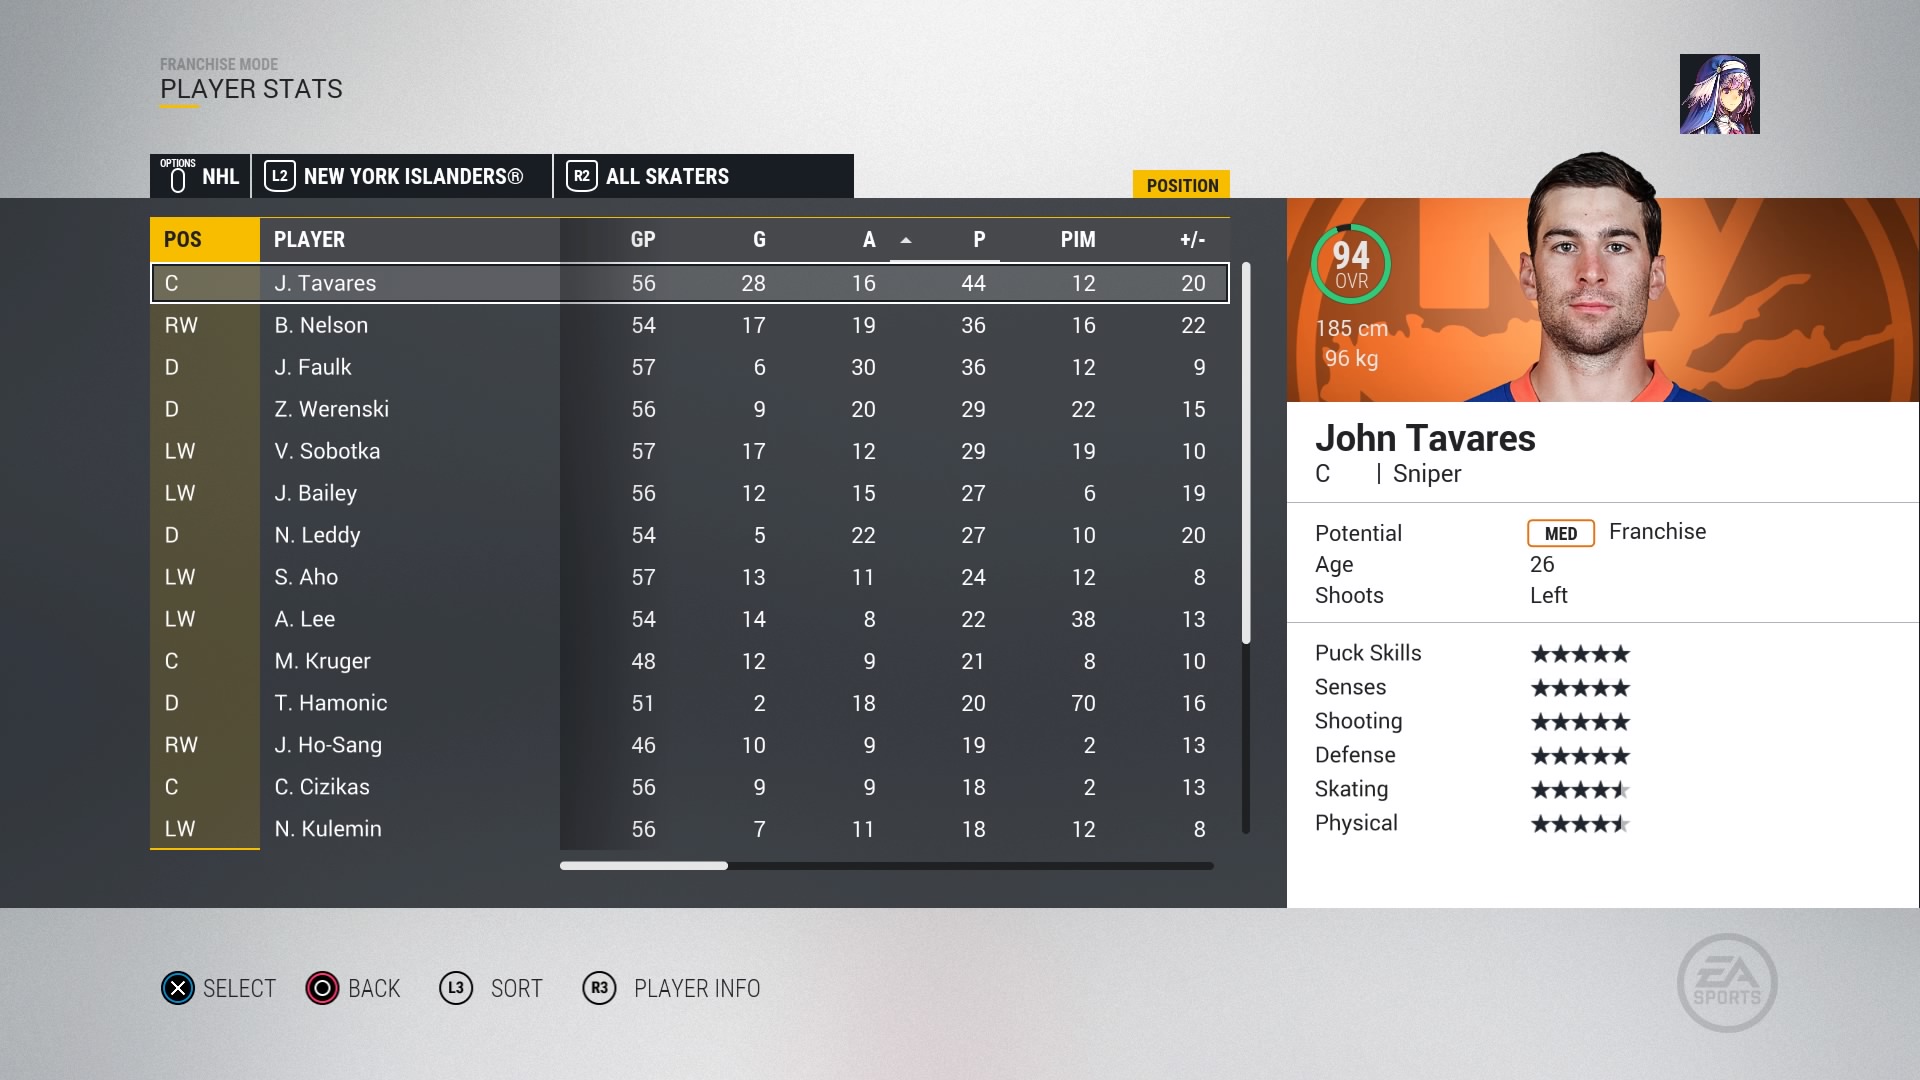 FRANCHISE MODE
PLAYER STATS
OPTIONS NHL L2 NEW YORK ISLANDERS® R2 ALL SKATERS
POSITION
POS PLAYER GP G A P PIM +/-
C J. Tavares 56 28 16 44 12 20
RW B. Nelson 54 17 19 36 16 22
D J. Faulk 57 6 30 36 12 9
D Z. Werenski 56 9 20 29 22 15
LW V. Sobotka 57 17 12 29 19 10
LW J. Bailey 56 12 15 27 6 19
D N. Leddy 54 5 22 27 10 20
LW S. Aho 57 13 11 24 12 8
LW A. Lee 54 14 8 22 38 13
C M. Kruger 48 12 9 21 8 10
D T. Hamonic 51 2 18 20 70 16
RW J. Ho-Sang 46 10 9 19 2 13
C C. Cizikas 56 9 9 18 2 13
LW N. Kulemin 56 7 11 18 12 8
94
OVR
185 cm
96 kg
John Tavares
C | Sniper
Potential MED Franchise
Age 26
Shoots Left
Puck Skills
Senses
Shooting
Defense
Skating
Physical
SELECT BACK L3 SORT R3 PLAYER INFO
EA
SPORTS